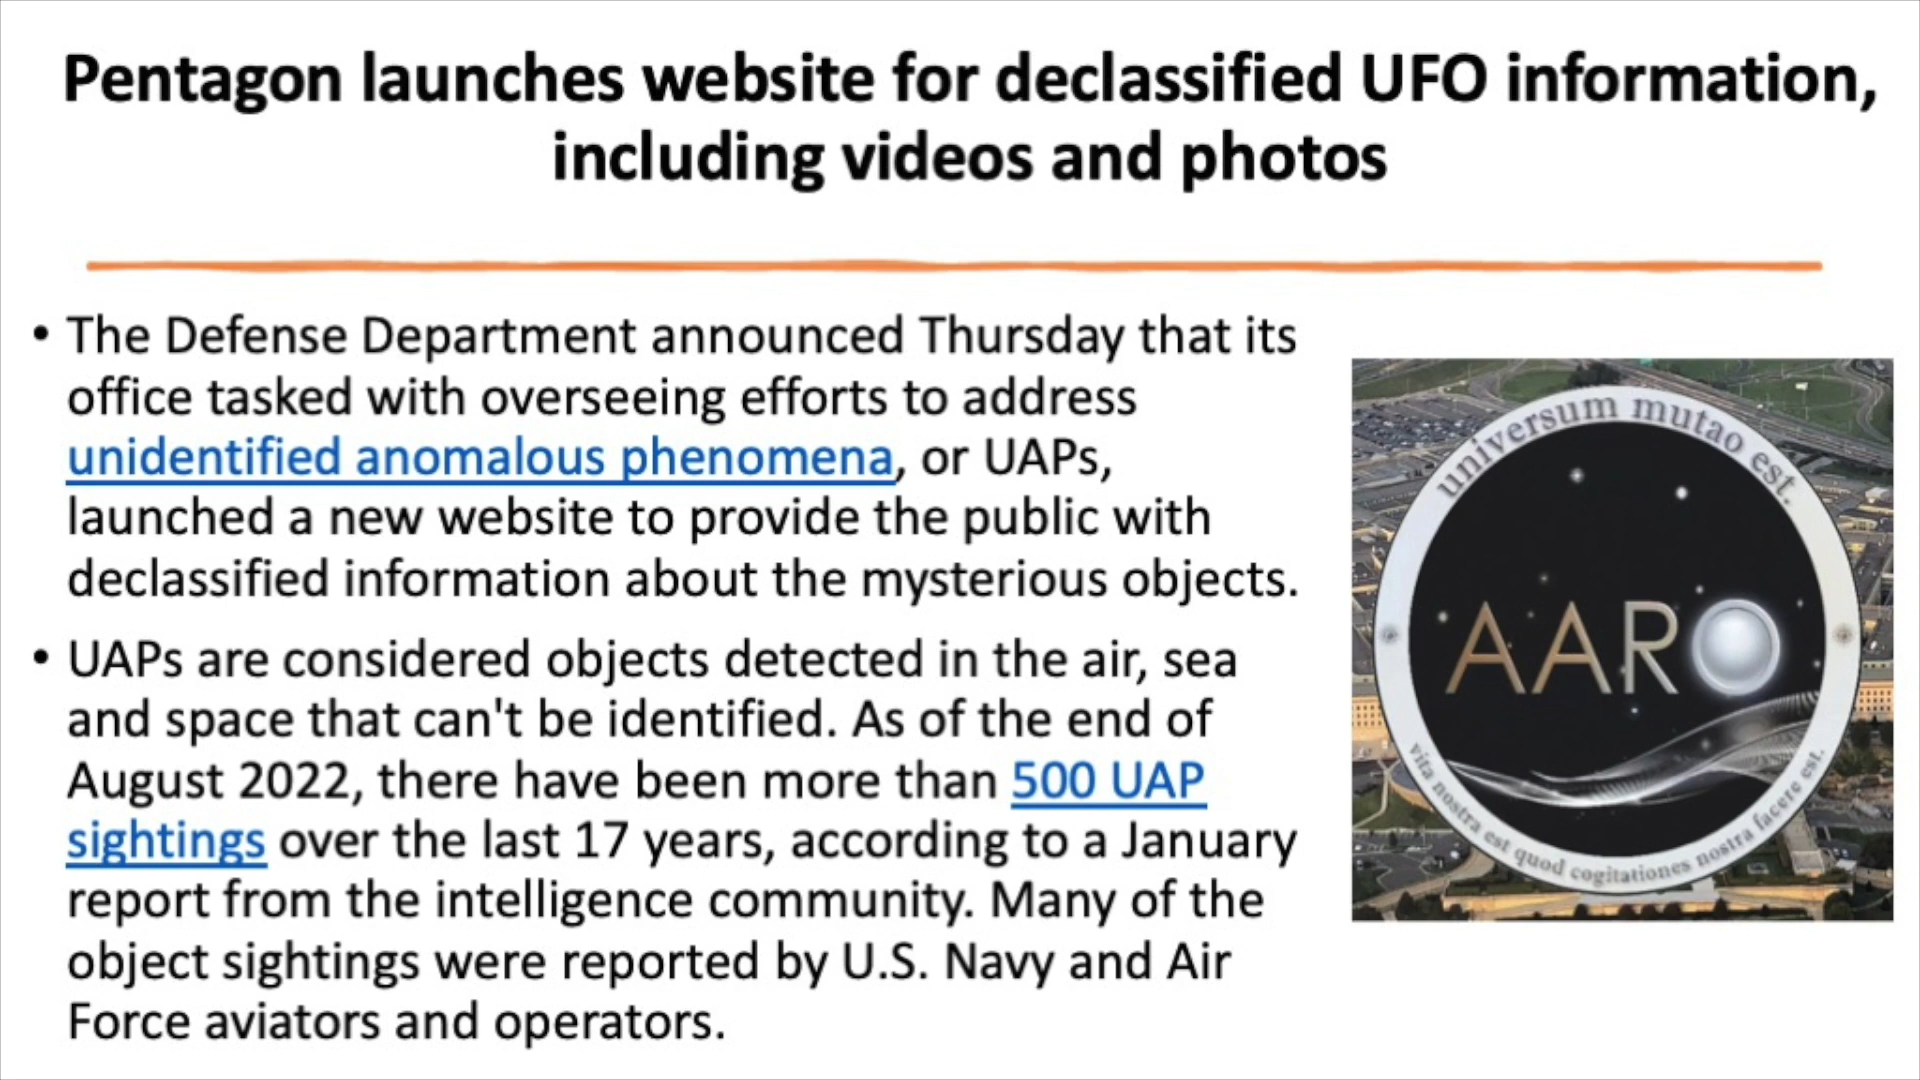 Pentagon launches website for declassified UFO information,
including videos and photos
• The Defense Department announced Thursday that its
office tasked with overseeing efforts to address
unidentified anomalous phenomena, or UAPs,
launched a new website to provide the public with
declassified information about the mysterious objects.
• UAPs are considered objects detected in the air, sea
and space that can't be identified. As of the end of
August 2022, there have been more than 500 UAP
sightings over the last 17 years, according to a January
report from the intelligence community. Many of the
object sightings were reported by U.S. Navy and Air
Force aviators and operators.
universum mutao est.
AARO
vita nostra est quod cogitationes nostra facere est.